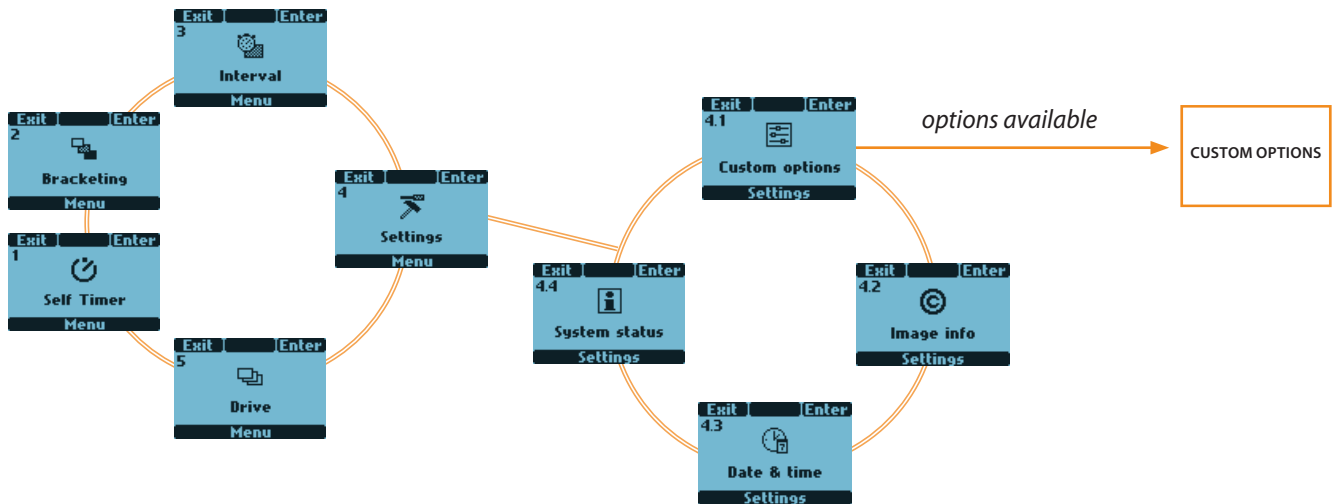 Exit Enter
3
Interval
Menu
Exit Enter
2
Bracketing
Menu
Exit Enter
1
Self Timer
Menu
Exit Enter
4
Settings
Menu
Exit Enter
5
Drive
Menu
Exit Enter
4.1
Custom options
Settings
options available
CUSTOM OPTIONS
Exit Enter
4.4
System status
Settings
Exit Enter
4.2
Image info
Settings
Exit Enter
4.3
Date & time
Settings